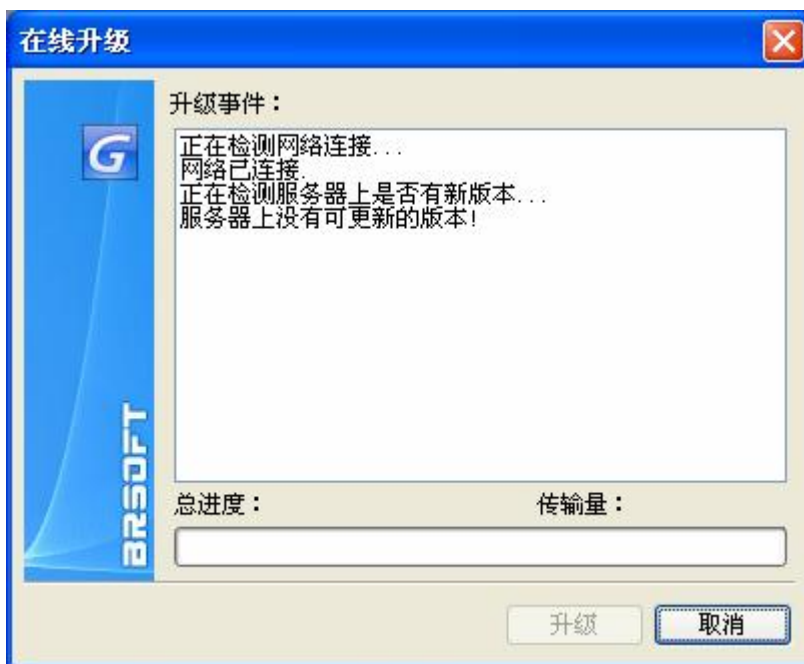 在线升级
升级事件：
G
正在检测网络连接...
网络已连接.
正在检测服务器上是否有新版本...
服务器上没有可更新的版本!
BRSOFT
总进度： 传输量：
升级 取消